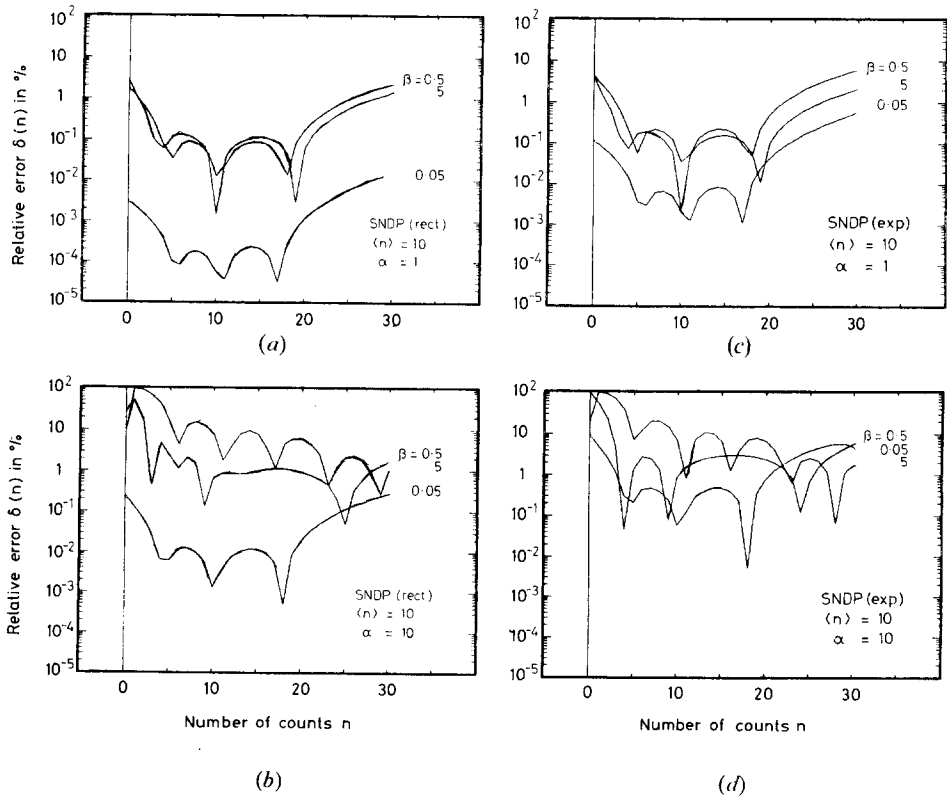 Relative error δ(n) in %
10²
10
1
10⁻¹
10⁻²
10⁻³
10⁻⁴
10⁻⁵
0
10
20
30
β=0·5
5
0·05
SNDP (rect)
⟨n⟩ = 10
α = 1
(a)
10²
10
1
10⁻¹
10⁻²
10⁻³
10⁻⁴
10⁻⁵
0
10
20
30
β=0·5
5
0·05
SNDP (exp)
⟨n⟩ = 10
α = 1
(c)
Relative error δ(n) in %
10²
10
1
10⁻¹
10⁻²
10⁻³
10⁻⁴
10⁻⁵
0
10
20
30
β=0·5
5
0·05
SNDP (rect)
⟨n⟩ = 10
α = 10
Number of counts n
(b)
10²
10
1
10⁻¹
10⁻²
10⁻³
10⁻⁴
10⁻⁵
0
10
20
30
β=0·5
0·05
5
SNDP (exp)
⟨n⟩ = 10
α = 10
Number of counts n
(d)